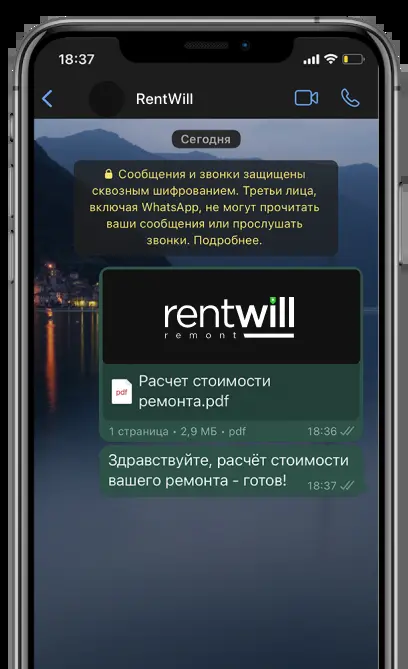 18:37
RentWill
Сегодня
Сообщения и звонки защищены
сквозным шифрованием. Третьи лица,
включая WhatsApp, не могут прочитать
ваши сообщения или прослушать
звонки. Подробнее.
rentwill
remont
pdf
Расчет стоимости
ремонта.pdf
1 страница • 2,9 МБ • pdf 18:36
Здравствуйте, расчёт стоимости
вашего ремонта - готов!
18:37